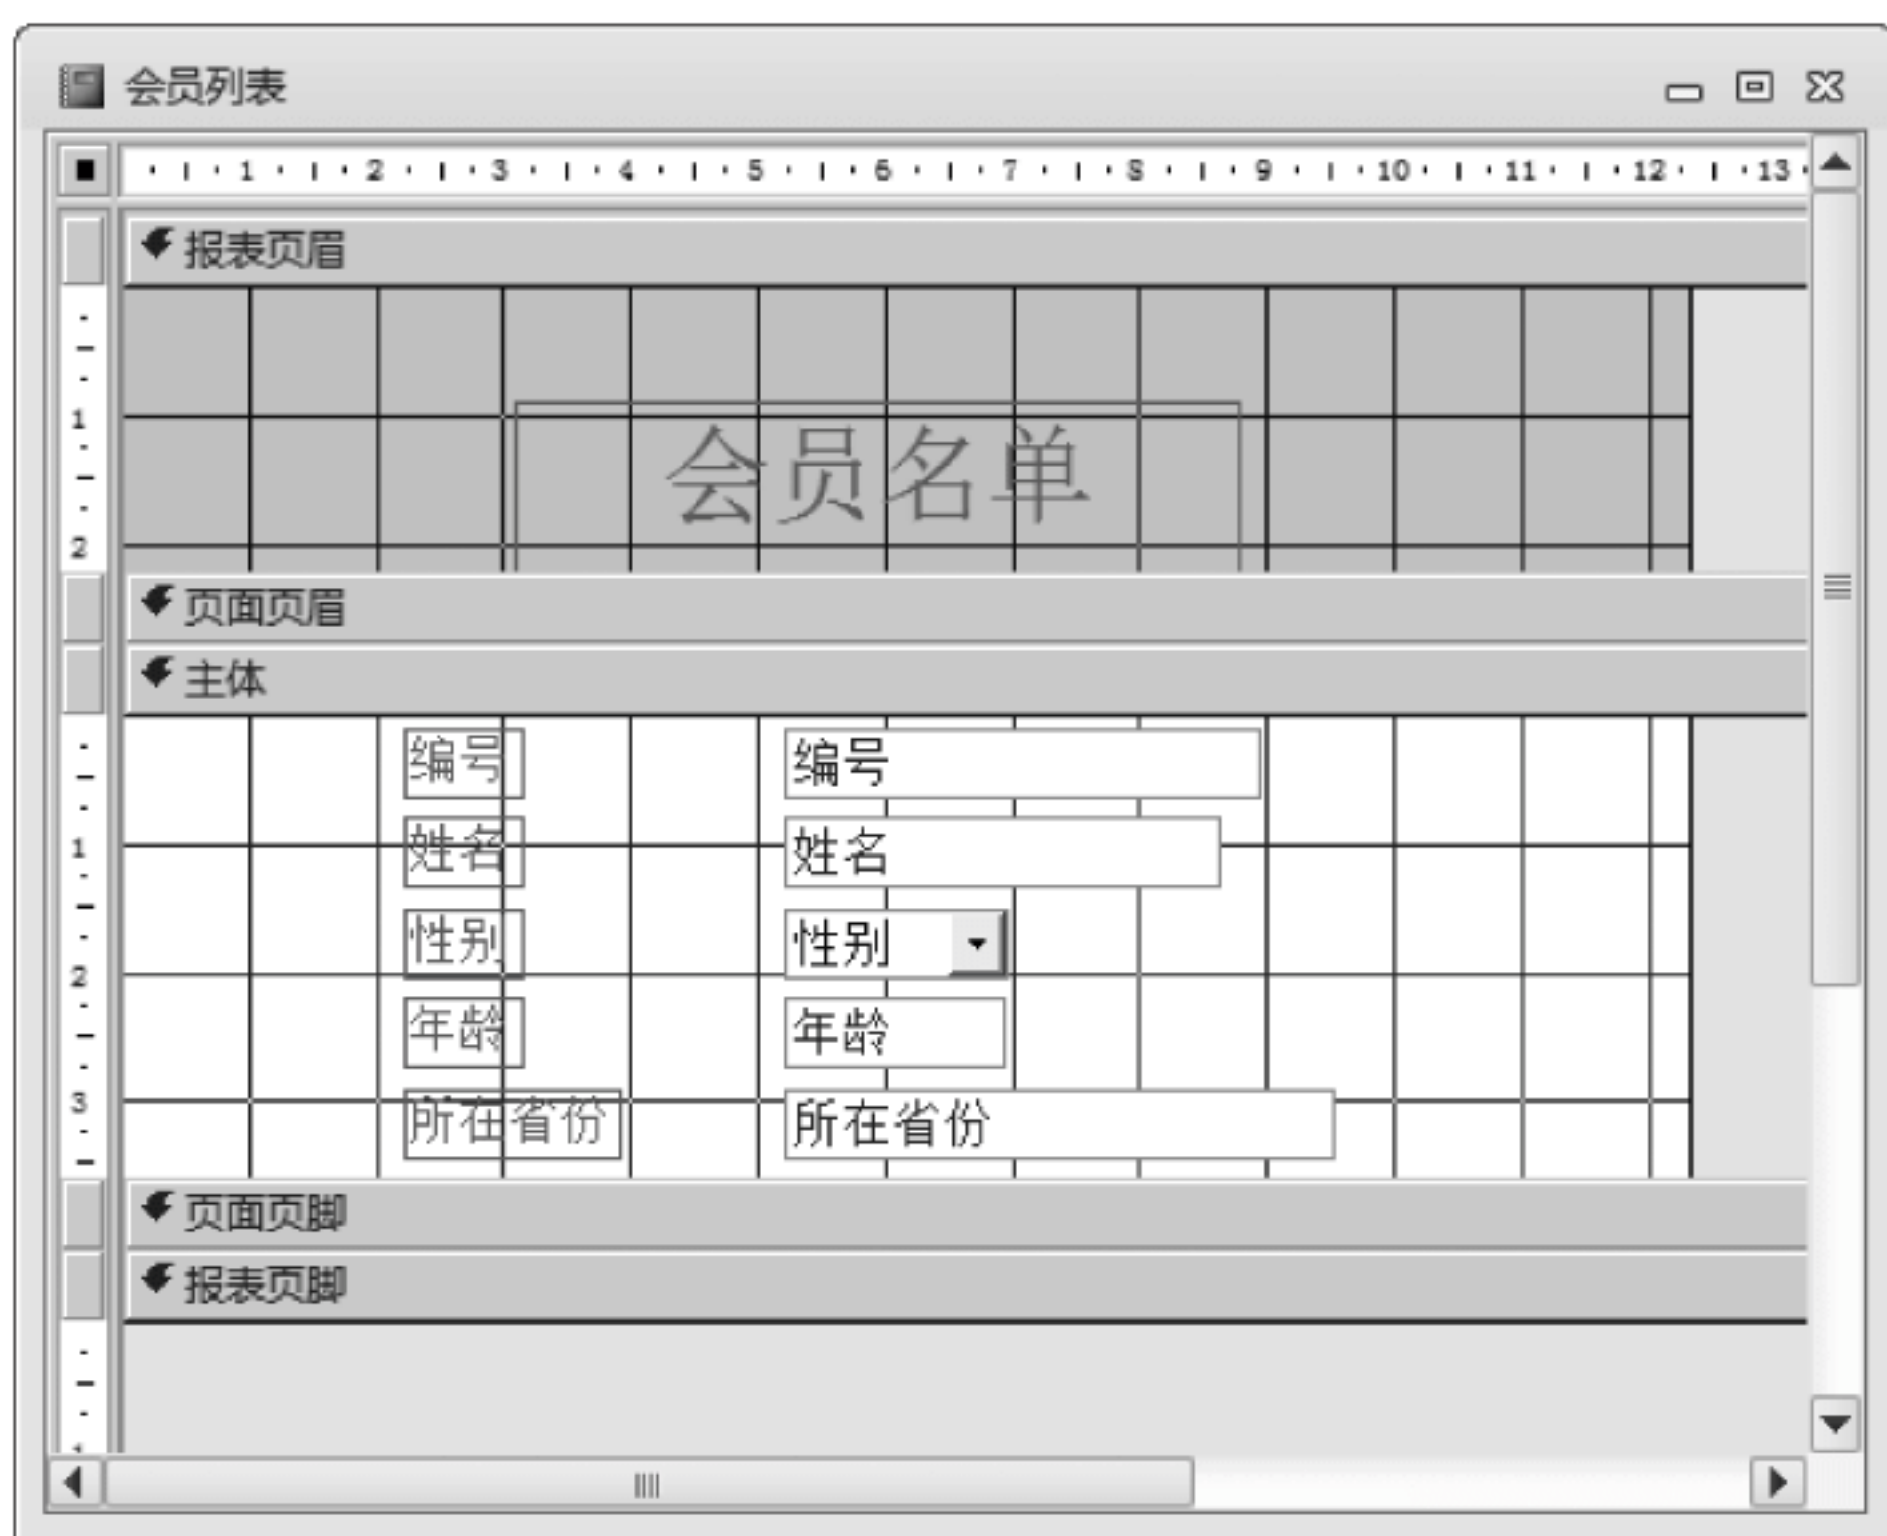 会员列表
1 2 3 4 5 6 7 8 9 10 11 12 13
报表页眉
1
会员名单
2
页面页眉
主体
编号 编号
1 姓名 姓名
性别 性别
2
年龄 年龄
3 所在省份 所在省份
页面页脚
报表页脚